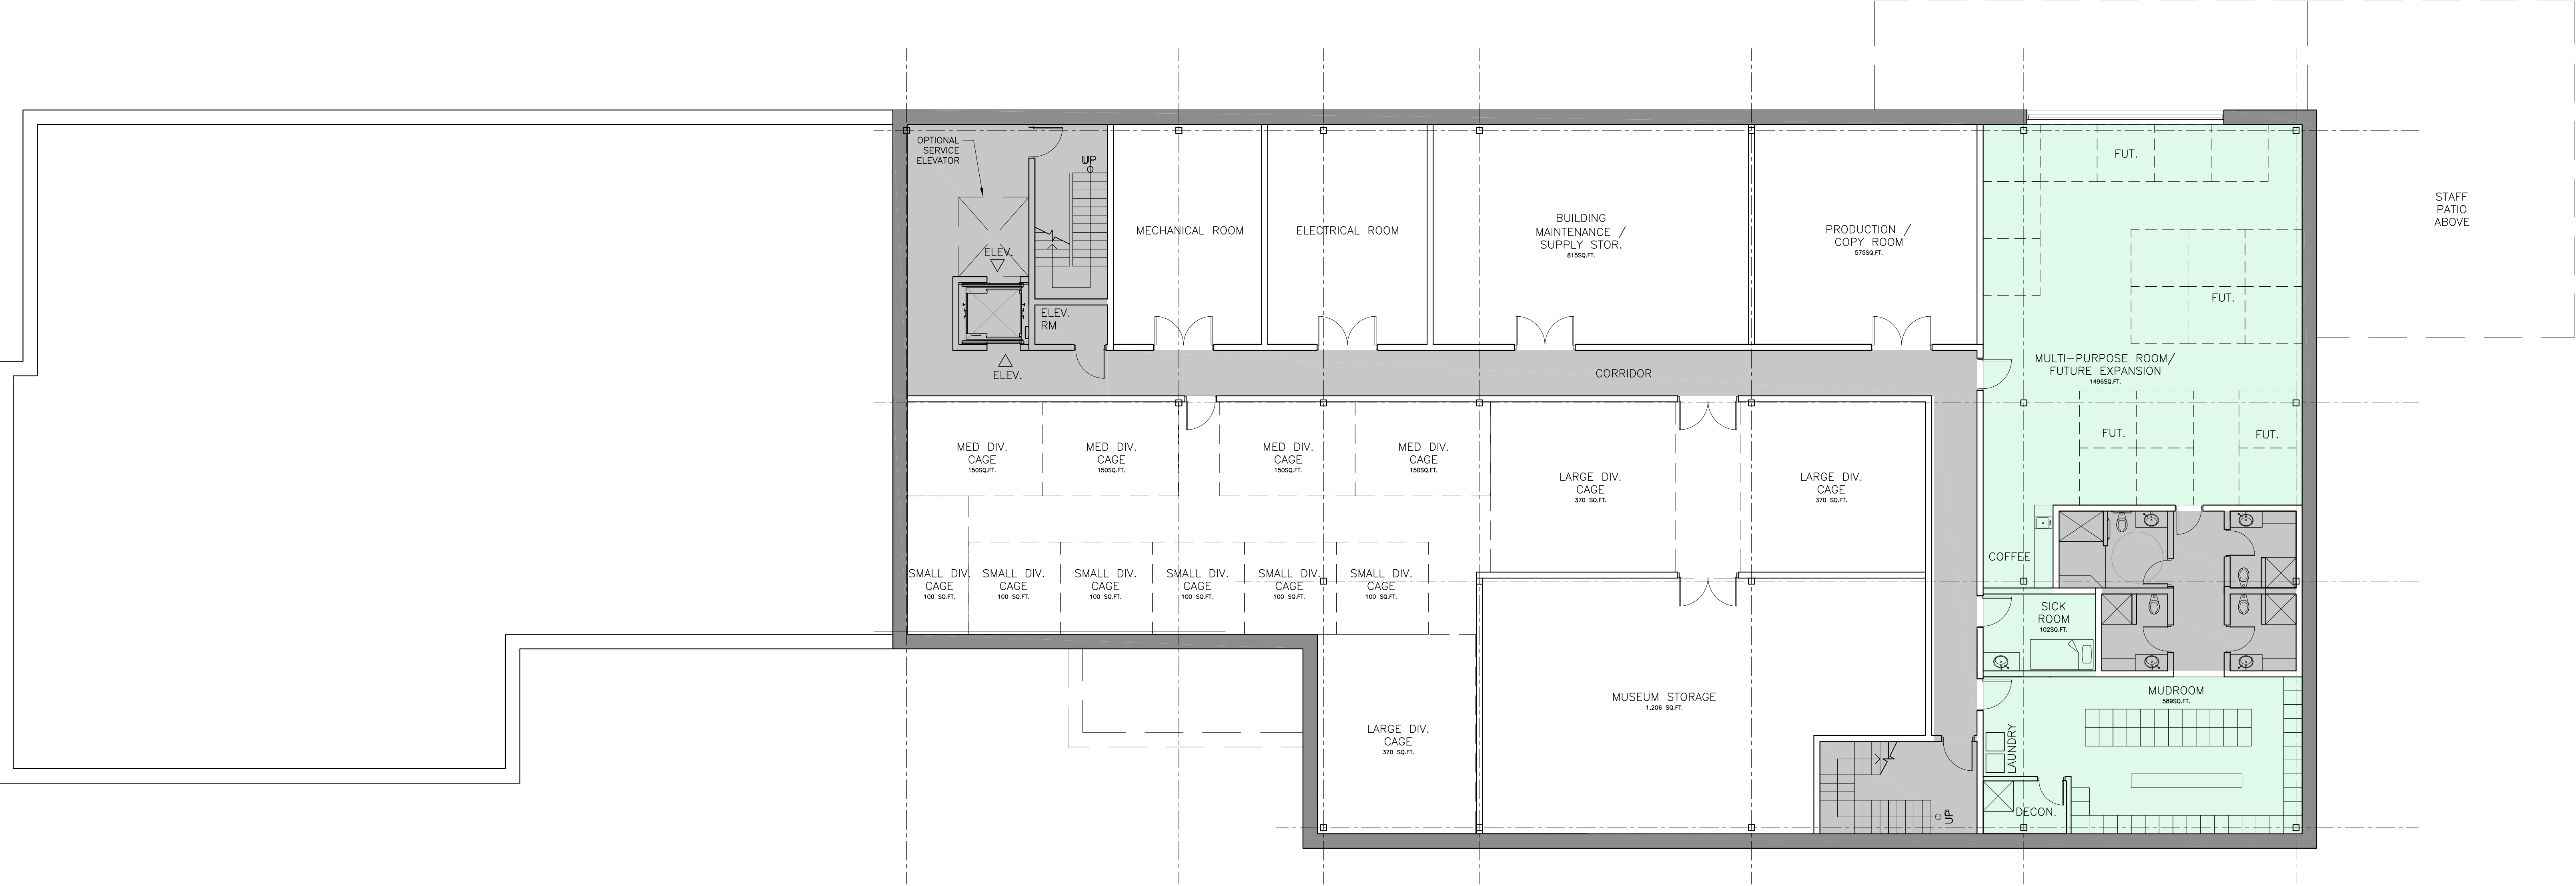 OPTIONAL
SERVICE
ELEVATOR
UP
ELEV.
ELEV.
RM
ELEV.
MECHANICAL ROOM
ELECTRICAL ROOM
BUILDING
MAINTENANCE /
SUPPLY STOR.
815SQ.FT.
PRODUCTION /
COPY ROOM
575SQ.FT.
FUT.
FUT.
STAFF
PATIO
ABOVE
MULTI-PURPOSE ROOM/
FUTURE EXPANSION
1496SQ.FT.
CORRIDOR
FUT.
FUT.
MED DIV.
CAGE
150SQ.FT.
MED DIV.
CAGE
150SQ.FT.
MED DIV.
CAGE
150SQ.FT.
MED DIV.
CAGE
150SQ.FT.
LARGE DIV.
CAGE
370 SQ.FT.
LARGE DIV.
CAGE
370 SQ.FT.
SMALL DIV.
CAGE
100 SQ.FT.
SMALL DIV.
CAGE
100 SQ.FT.
SMALL DIV.
CAGE
100 SQ.FT.
SMALL DIV.
CAGE
100 SQ.FT.
SMALL DIV.
CAGE
100 SQ.FT.
SMALL DIV.
CAGE
100 SQ.FT.
COFFEE
SICK
ROOM
102SQ.FT.
LARGE DIV.
CAGE
370 SQ.FT.
MUSEUM STORAGE
1,206 SQ.FT.
MUDROOM
589SQ.FT.
LAUNDRY
DECON.
UP